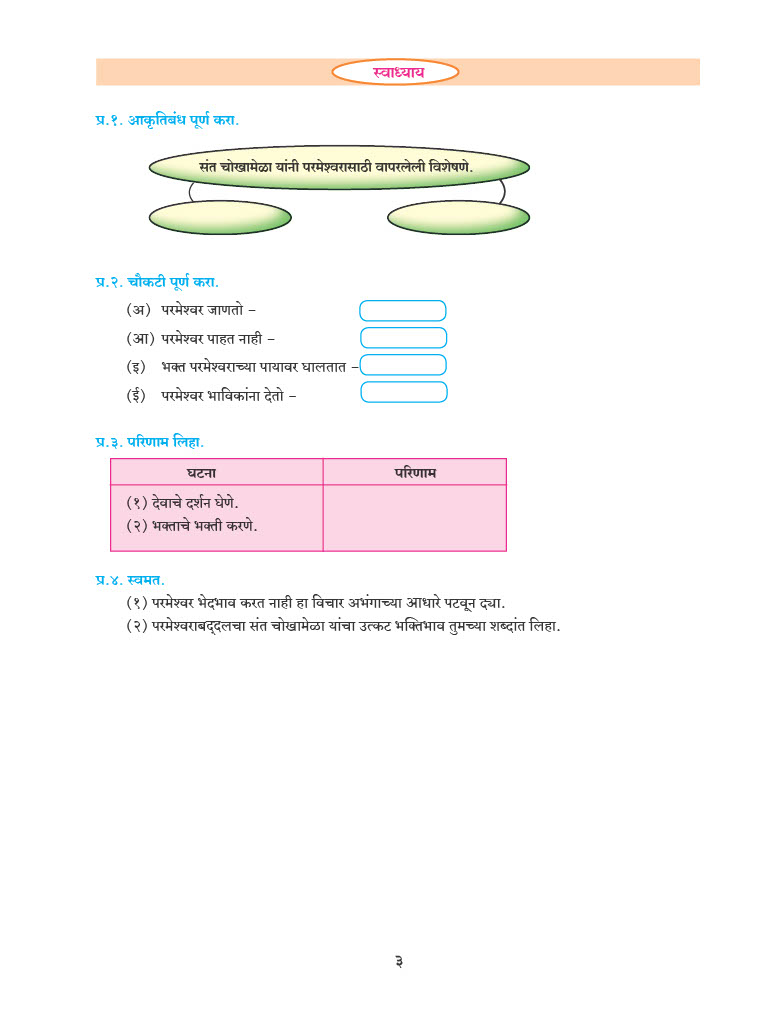 स्वाध्याय
प्र.१. आकृतिबंध पूर्ण करा.
संत चोखामेळा यांनी परमेश्वरासाठी वापरलेली विशेषणे.
प्र.२. चौकटी पूर्ण करा.
(अ) परमेश्वर जाणतो –
(आ) परमेश्वर पाहत नाही –
(इ) भक्त परमेश्वराच्या पायावर घालतात –
(ई) परमेश्वर भाविकांना देतो –
प्र.३. परिणाम लिहा.
घटना परिणाम
(१) देवाचे दर्शन घेणे.
(२) भक्ताचे भक्ती करणे.
प्र.४. स्वमत.
(१) परमेश्वर भेदभाव करत नाही हा विचार अभंगाच्या आधारे पटवून द्या.
(२) परमेश्वराबद्दलचा संत चोखामेळा यांचा उत्कट भक्तिभाव तुमच्या शब्दांत लिहा.
३